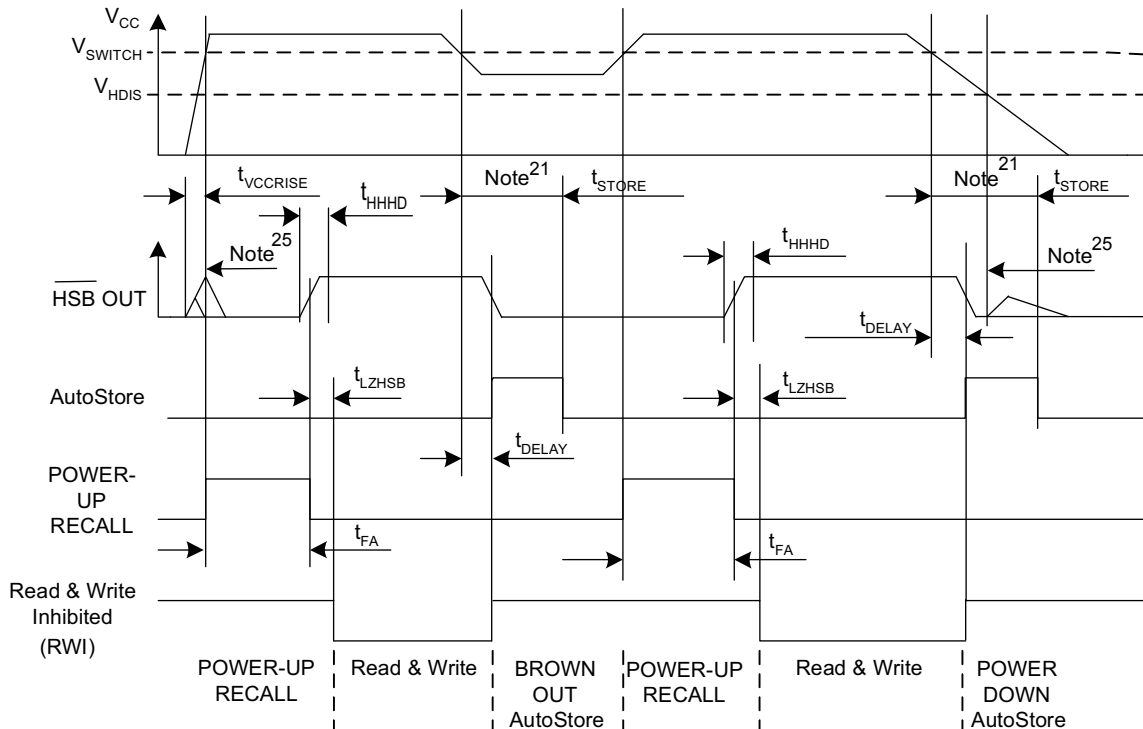 VCC
VSWITCH
VHDIS
tVCCRISE
Note21
tSTORE
Note21
tSTORE
tHHHD
Note25
tHHHD
Note25
HSB OUT
tDELAY
tLZHSB
tLZHSB
AutoStore
tDELAY
POWER-
UP
RECALL
tFA
tFA
Read & Write
Inhibited
(RWI)
POWER-UP
RECALL
Read & Write
BROWN
OUT
AutoStore
POWER-UP
RECALL
Read & Write
POWER
DOWN
AutoStore